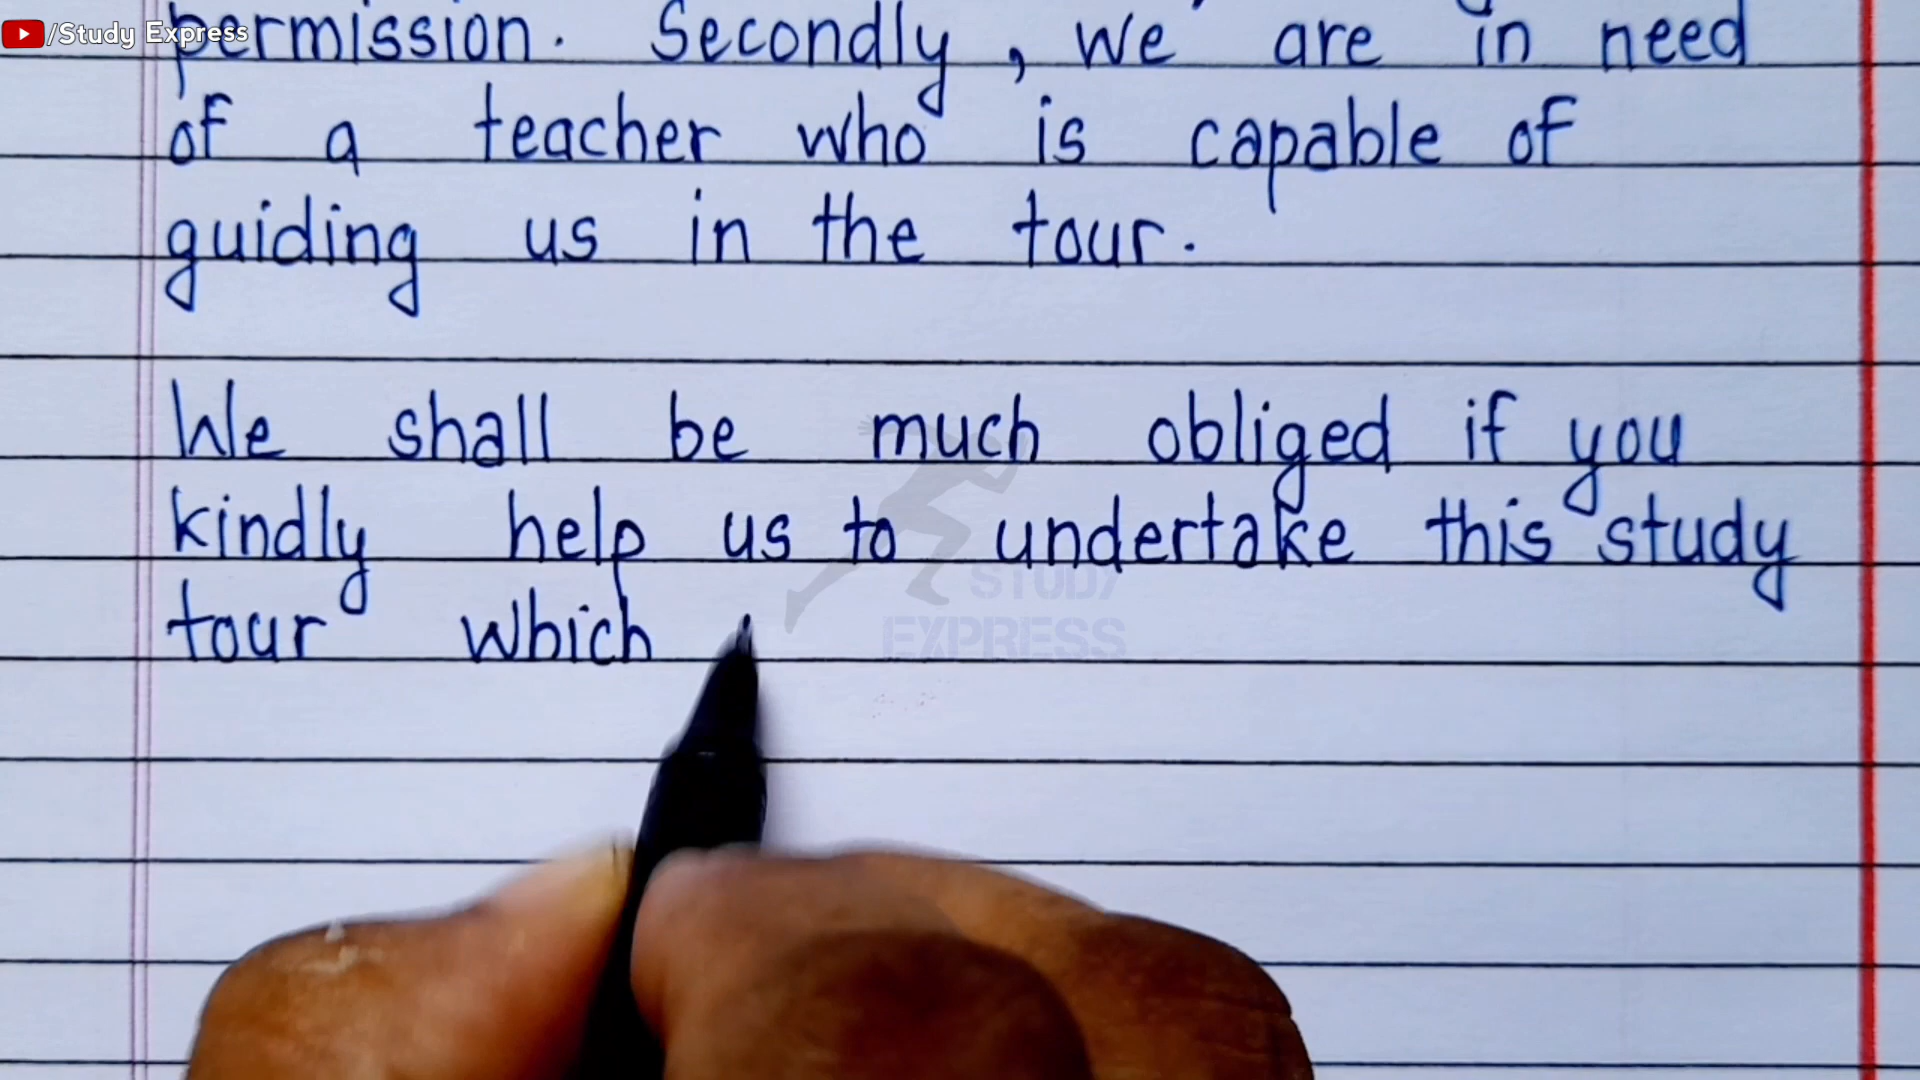 /Study Express
permission. Secondly, we are in need
of a teacher who is capable of
guiding us in the tour.
We shall be much obliged if you
kindly help us to undertake this study
tour which
STUDY
EXPRESS